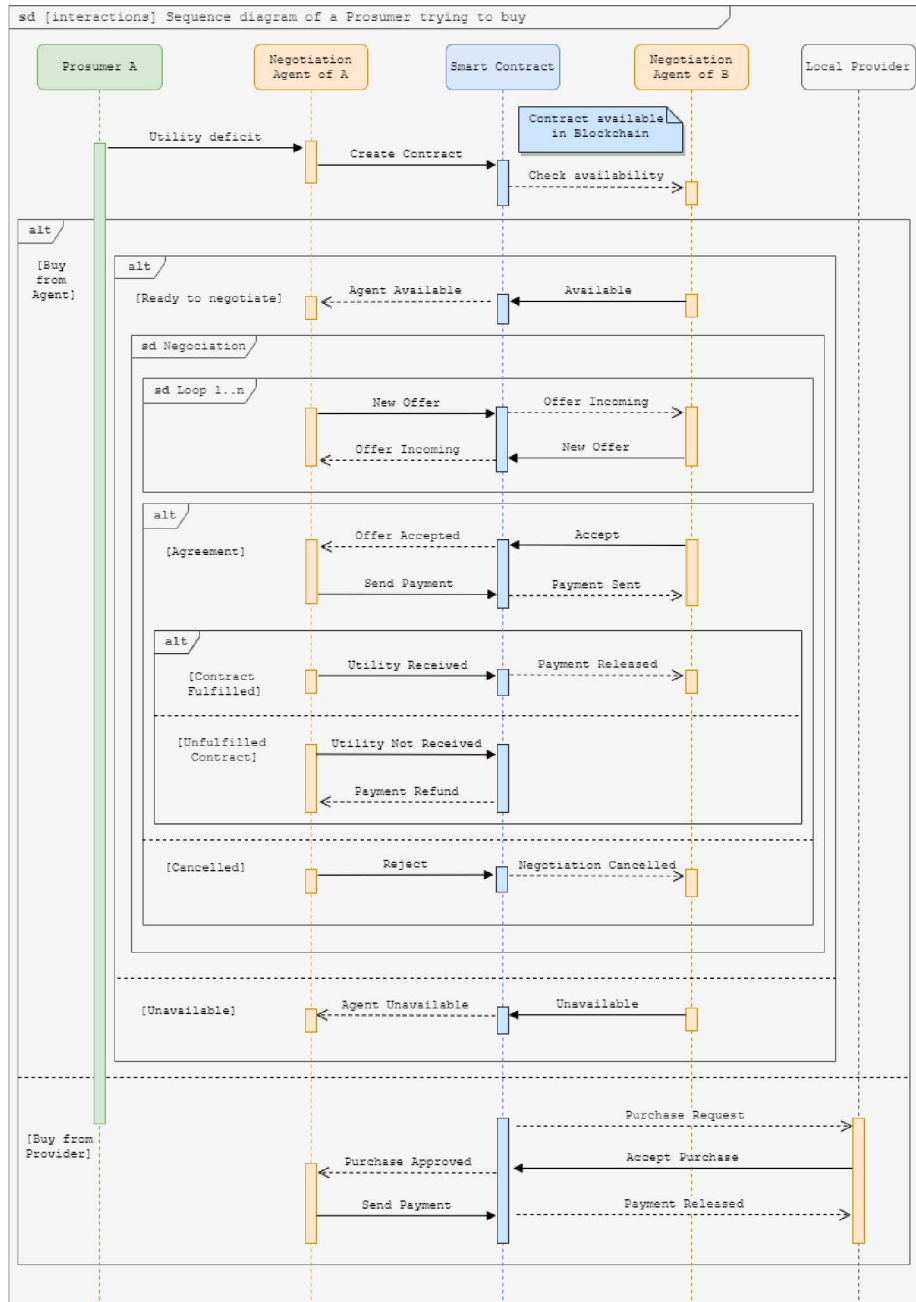 sd [interactions] Sequence diagram of a Prosumer trying to buy
Prosumer A
Negotiation
Agent of A
Smart Contract
Negotiation
Agent of B
Local Provider
Contract available
in Blockchain
Utility deficit
Create Contract
Check availability
alt
[Buy
from
Agent]
alt
[Ready to negotiate]
Agent Available
Available
sd Negociation
sd Loop 1..n
New Offer
Offer Incoming
Offer Incoming
New Offer
alt
[Agreement]
Offer Accepted
Accept
Send Payment
Payment Sent
alt
[Contract
Fulfilled]
Utility Received
Payment Released
[Unfulfilled
Contract]
Utility Not Received
Payment Refund
[Cancelled]
Reject
Negotiation Cancelled
[Unavailable]
Agent Unavailable
Unavailable
[Buy from
Provider]
Purchase Request
Purchase Approved
Accept Purchase
Send Payment
Payment Released